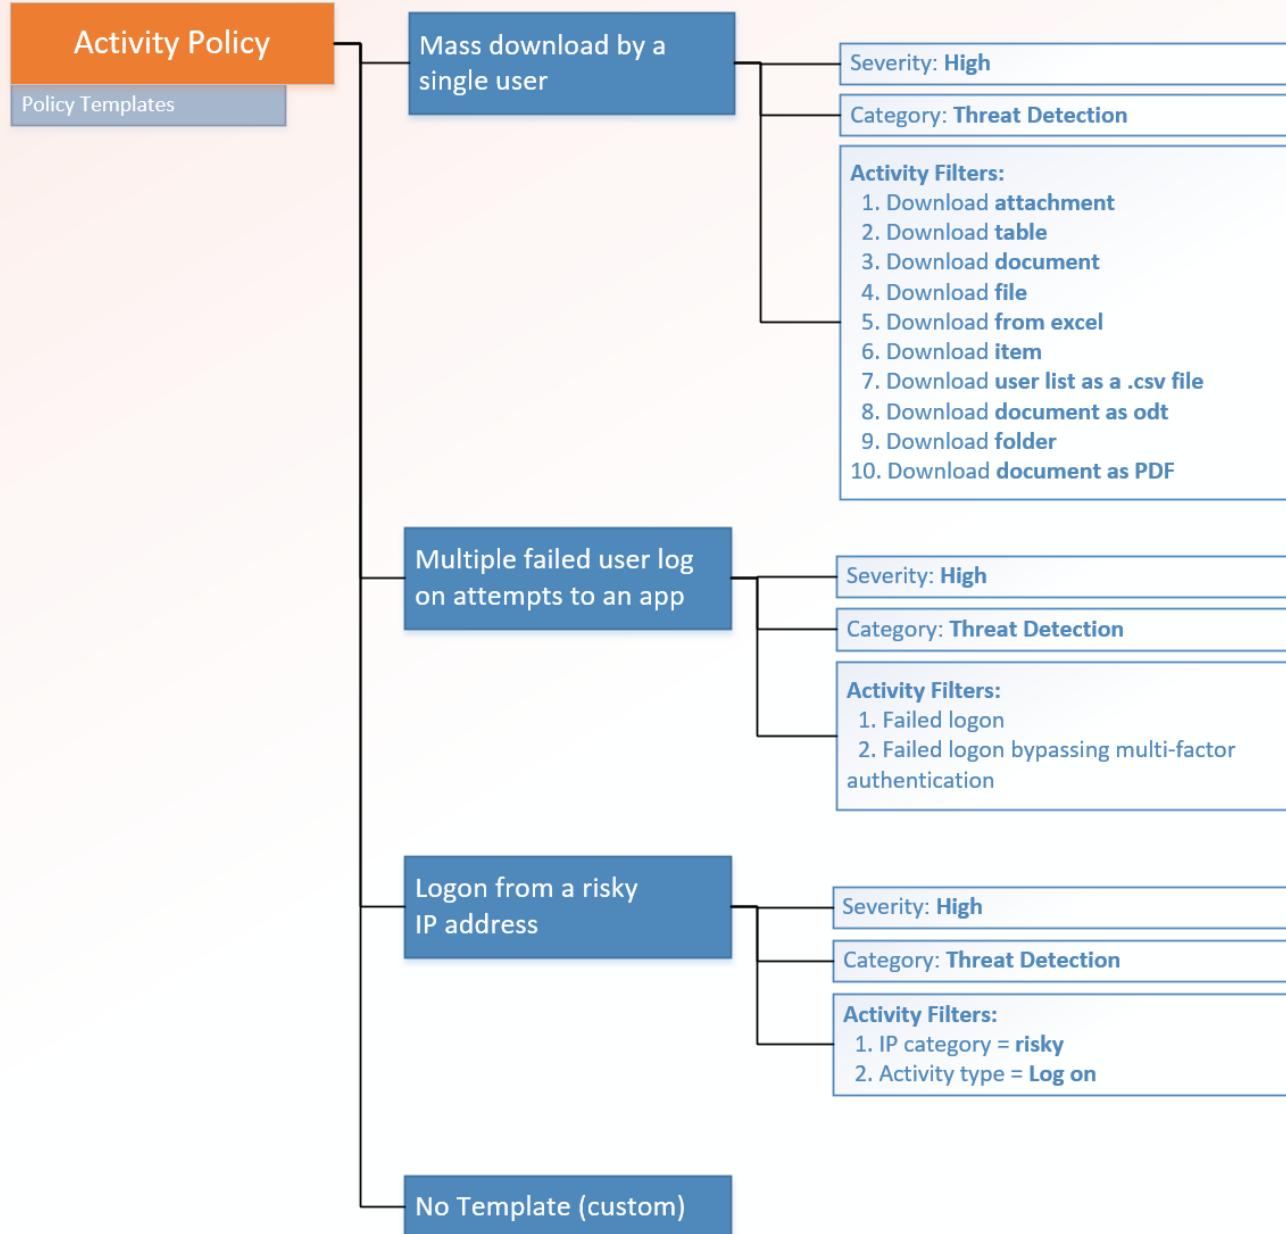 Activity Policy
Policy Templates
Mass download by a
single user
Severity: High
Category: Threat Detection
Activity Filters:
1. Download attachment
2. Download table
3. Download document
4. Download file
5. Download from excel
6. Download item
7. Download user list as a .csv file
8. Download document as odt
9. Download folder
10. Download document as PDF
Multiple failed user log
on attempts to an app
Severity: High
Category: Threat Detection
Activity Filters:
1. Failed logon
2. Failed logon bypassing multi-factor
authentication
Logon from a risky
IP address
Severity: High
Category: Threat Detection
Activity Filters:
1. IP category = risky
2. Activity type = Log on
No Template (custom)